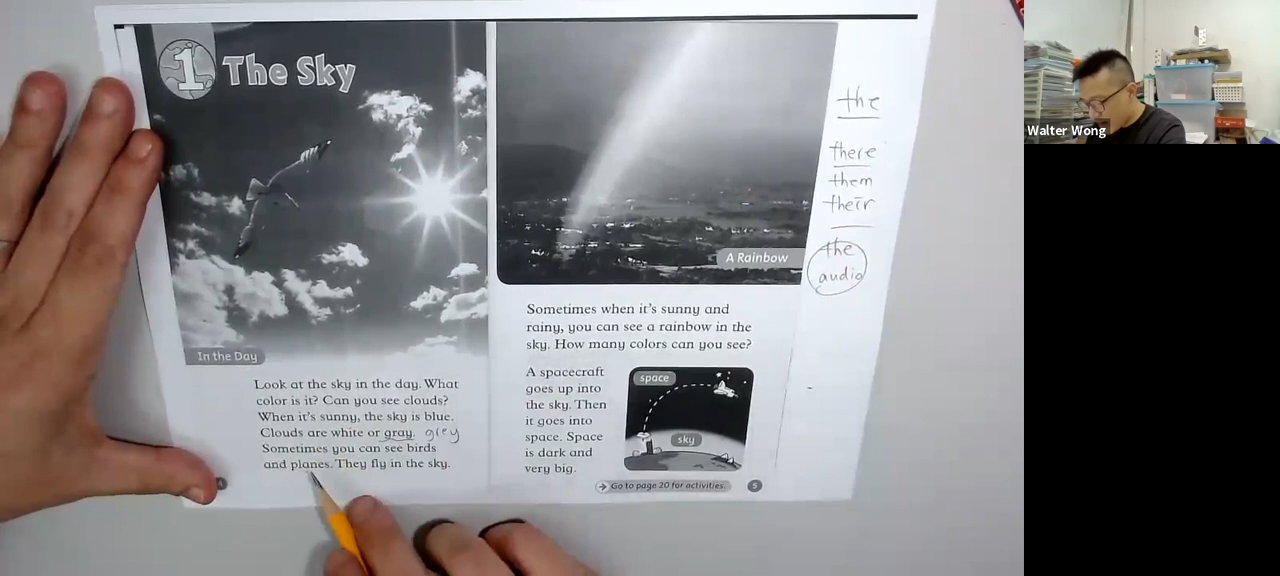 1 The Sky
In the Day
Look at the sky in the day. What
color is it? Can you see clouds?
When it's sunny, the sky is blue.
Clouds are white or gray. grey
Sometimes you can see birds
and planes. They fly in the sky.
4
A Rainbow
Sometimes when it's sunny and
rainy, you can see a rainbow in the
sky. How many colors can you see?
A spacecraft
goes up into
the sky. Then
it goes into
space. Space
is dark and
very big.
space
sky
Go to page 20 for activities.
5
the
there
them
their
the
audio
Walter Wong